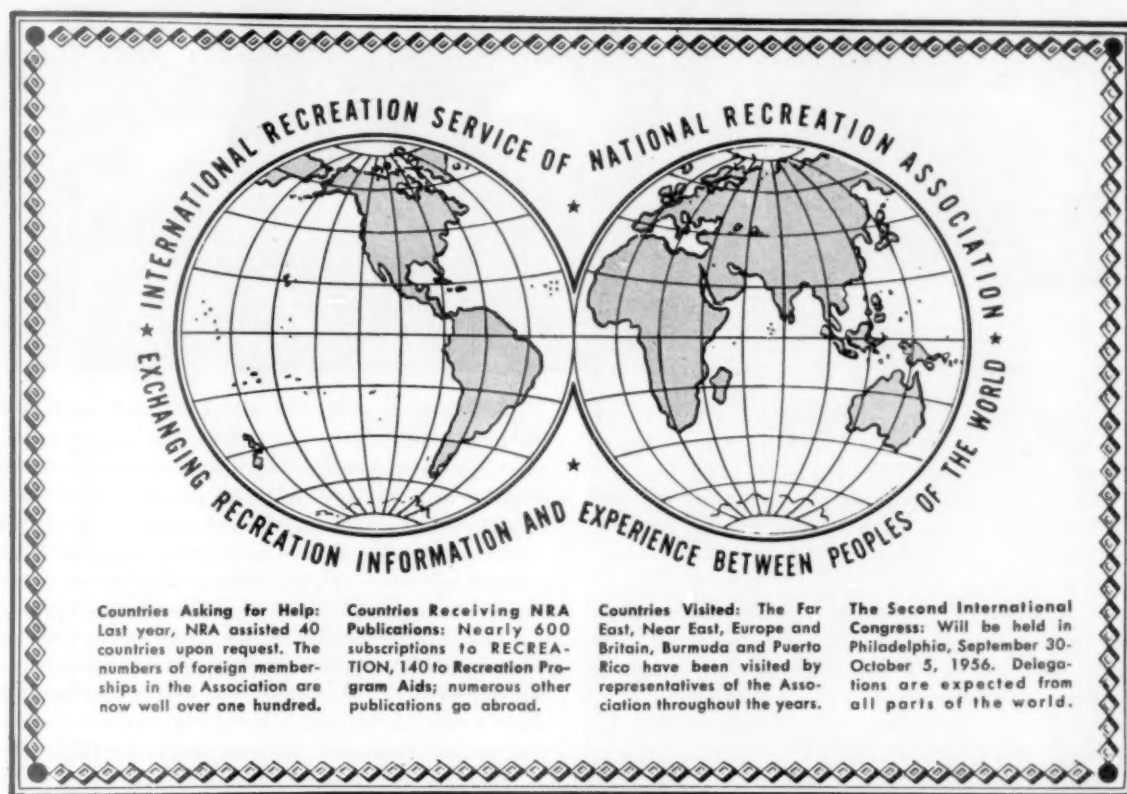 INTERNATIONAL RECREATION SERVICE OF NATIONAL RECREATION ASSOCIATION
EXCHANGING RECREATION INFORMATION AND EXPERIENCE BETWEEN PEOPLES OF THE WORLD
Countries Asking for Help:
Last year, NRA assisted 40
countries upon request. The
numbers of foreign member-
ships in the Association are
now well over one hundred.
Countries Receiving NRA
Publications: Nearly 600
subscriptions to RECREA-
TION, 140 to Recreation Pro-
gram Aids; numerous other
publications go abroad.
Countries Visited: The Far
East, Near East, Europe and
Britain, Burmuda and Puerto
Rico have been visited by
representatives of the Asso-
ciation throughout the years.
The Second International
Congress: Will be held in
Philadelphia, September 30-
October 5, 1956. Delega-
tions are expected from
all parts of the world.